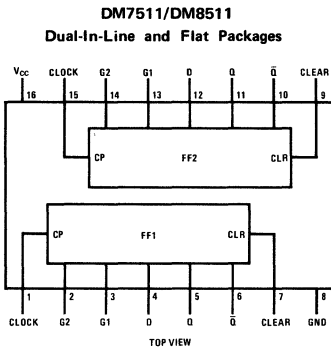 DM7511/DM8511
Dual-In-Line and Flat Packages
VCC CLOCK G2 G1 D Q Q̅ CLEAR
16 15 14 13 12 11 10 9
CP FF2 CLR
CP FF1 CLR
1 2 3 4 5 6 7 8
CLOCK G2 G1 D Q Q̅ CLEAR GND
TOP VIEW